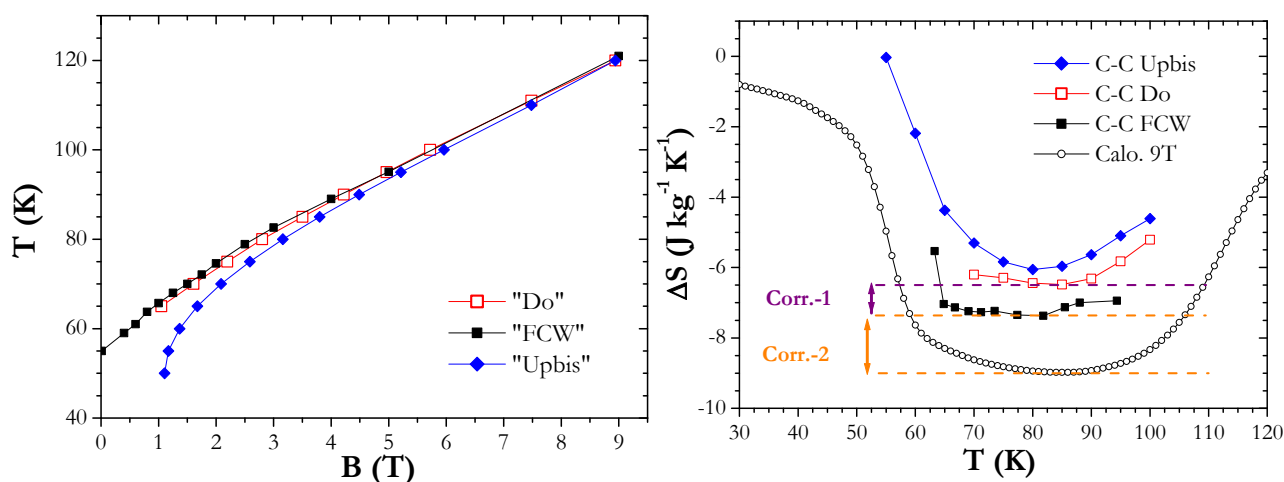 120
100
80
60
40
T (K)
0
1
2
3
4
5
6
7
8
9
B (T)
"Do"
"FCW"
"Upbis"
0
-2
-4
-6
-8
-10
ΔS (J kg⁻¹ K⁻¹)
30
40
50
60
70
80
90
100
110
120
T (K)
C-C Upbis
C-C Do
C-C FCW
Calo. 9T
Corr.-1
Corr.-2